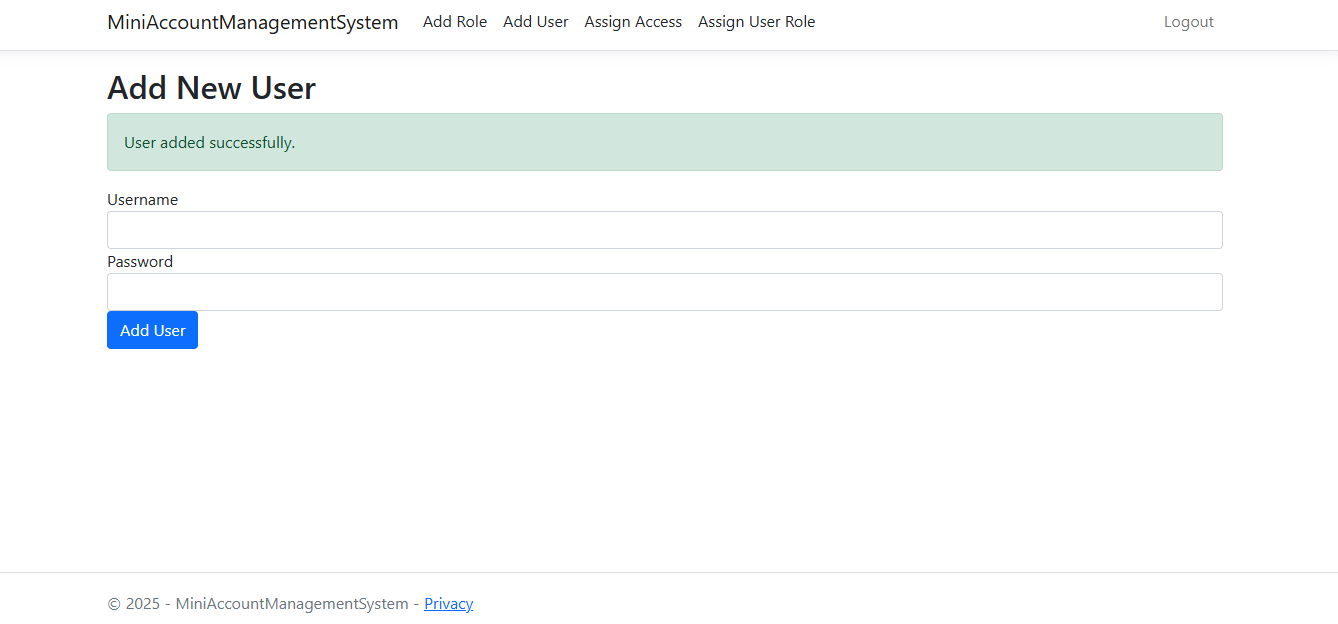 MiniAccountManagementSystem Add Role Add User Assign Access Assign User Role Logout
Add New User
User added successfully.
Username
Password
Add User
© 2025 - MiniAccountManagementSystem - Privacy